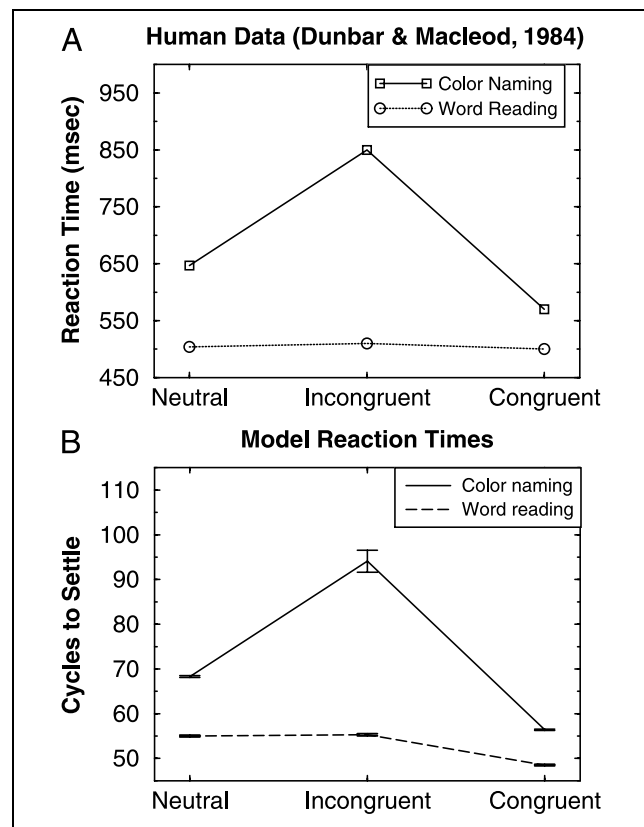 A
Human Data (Dunbar & Macleod, 1984)
Color Naming
Word Reading
Reaction Time (msec)
950
850
750
650
550
450
Neutral Incongruent Congruent
B
Model Reaction Times
Color naming
Word reading
Cycles to Settle
110
100
90
80
70
60
50
Neutral Incongruent Congruent